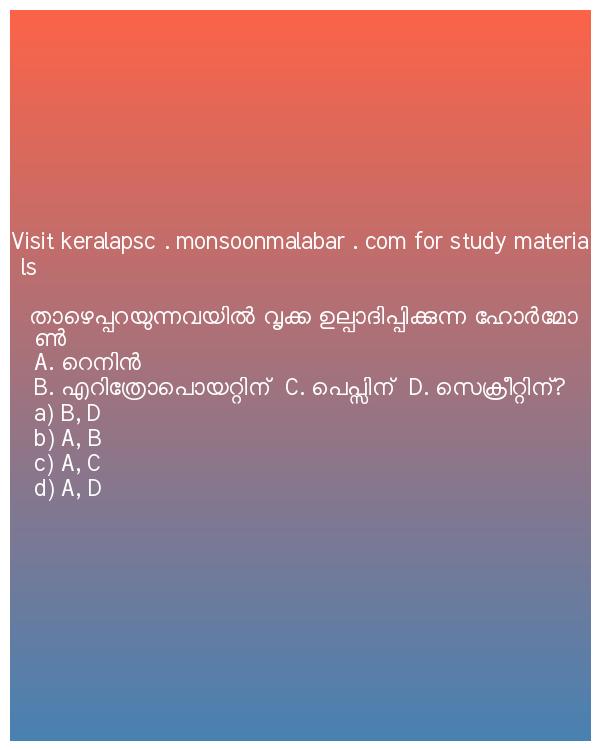 Visit keralapsc . monsoonmalabar . com for study materia
ls
താഴെപ്പറയുന്നവയിൽ വൃക്ക ഉല്പാദിപ്പിക്കുന്ന ഹോർമോ
ൺ
A. റെനിൻ
B. എറിത്രോപൊയറ്റിന് C. പെപ്സിന് D. സെക്രീറ്റിന്?
a) B, D
b) A, B
c) A, C
d) A, D